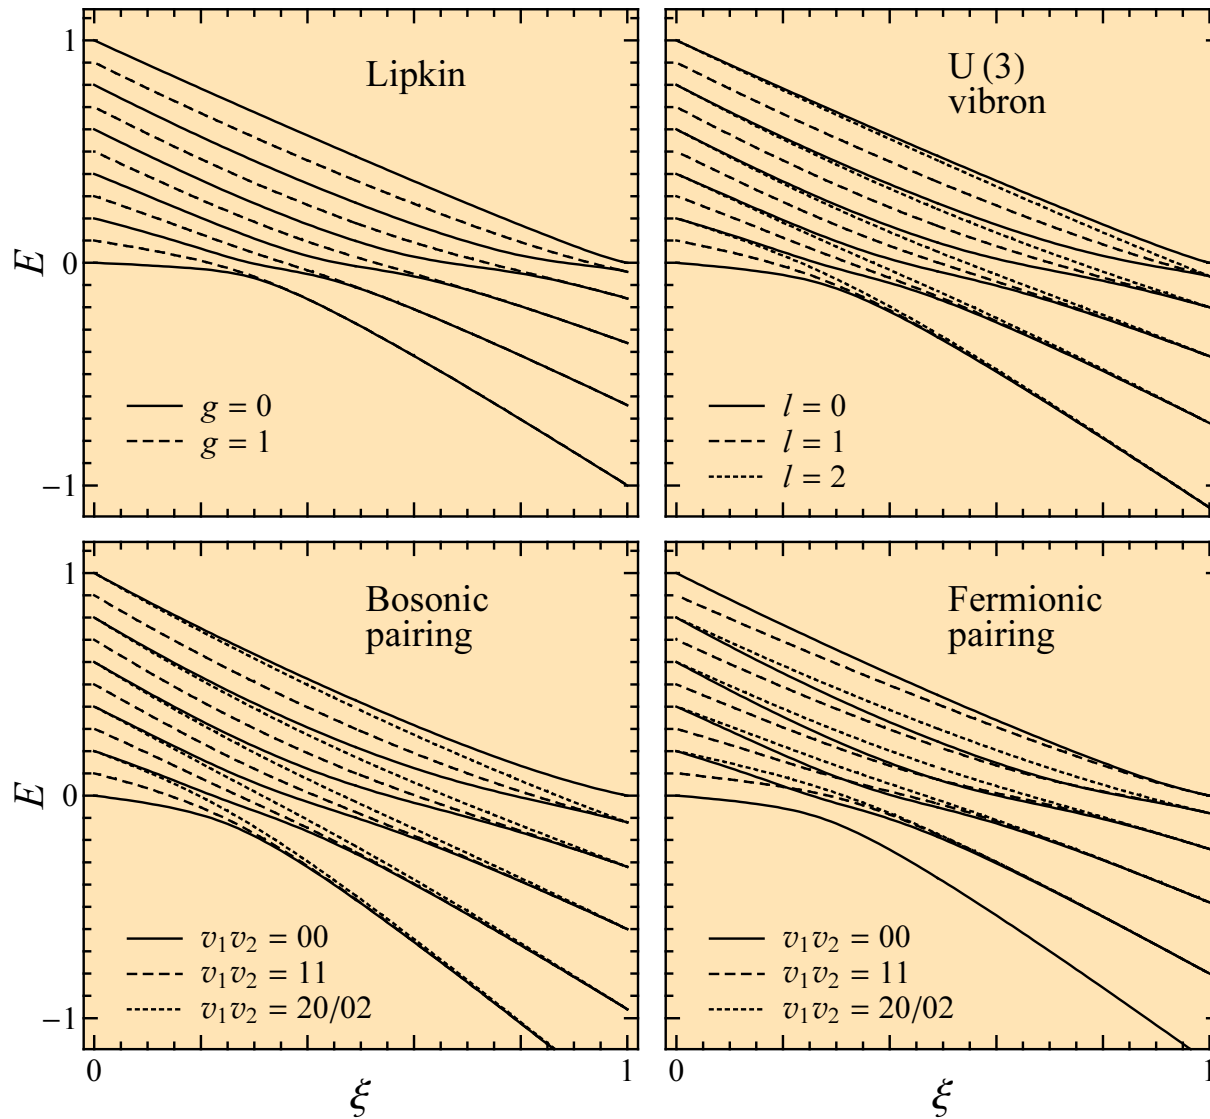 Lipkin
U (3)
vibron
1
0
−1
E
g = 0
g = 1
l = 0
l = 1
l = 2
Bosonic
pairing
Fermionic
pairing
1
0
−1
E
v₁v₂ = 00
v₁v₂ = 11
v₁v₂ = 20/02
v₁v₂ = 00
v₁v₂ = 11
v₁v₂ = 20/02
0
1
0
1
ξ
ξ